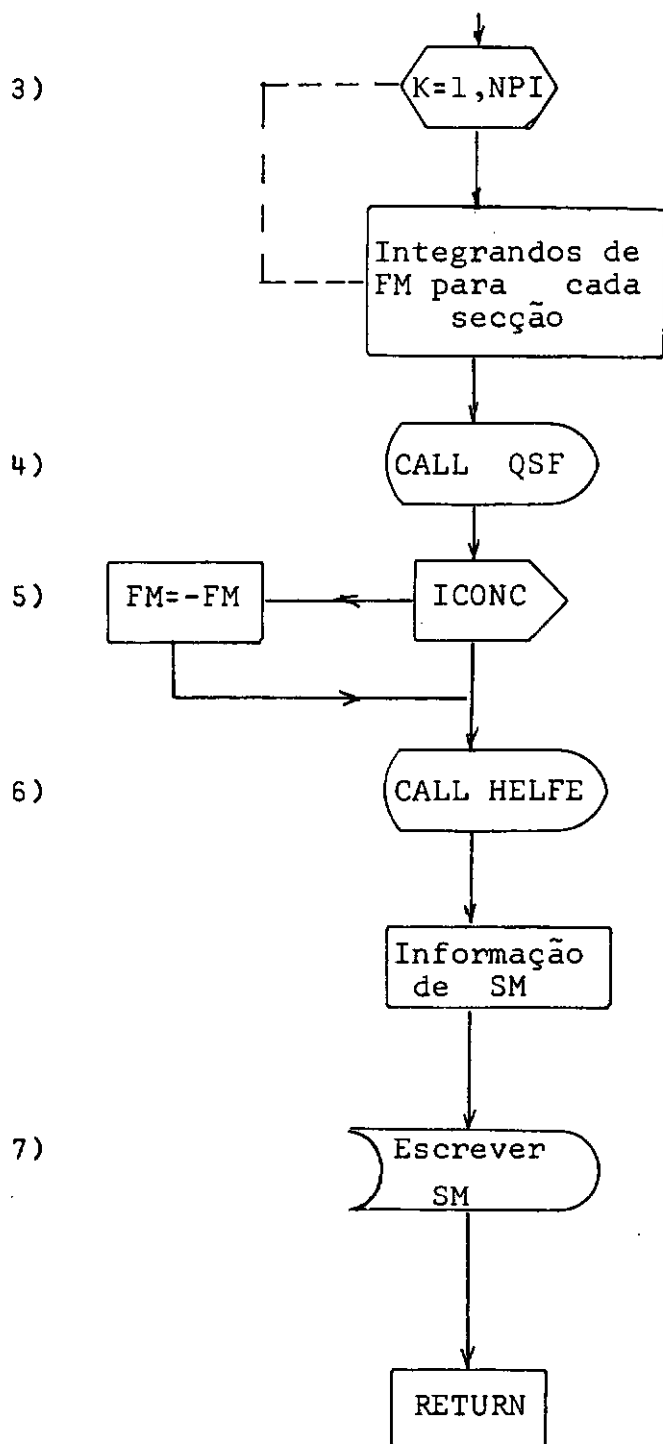 3)
K=1,NPI
Integrandos de
FM para cada
secção
4)
CALL QSF
5)
FM=-FM
ICONC
6)
CALL HELFE
Informação
de SM
7)
Escrever
SM
RETURN